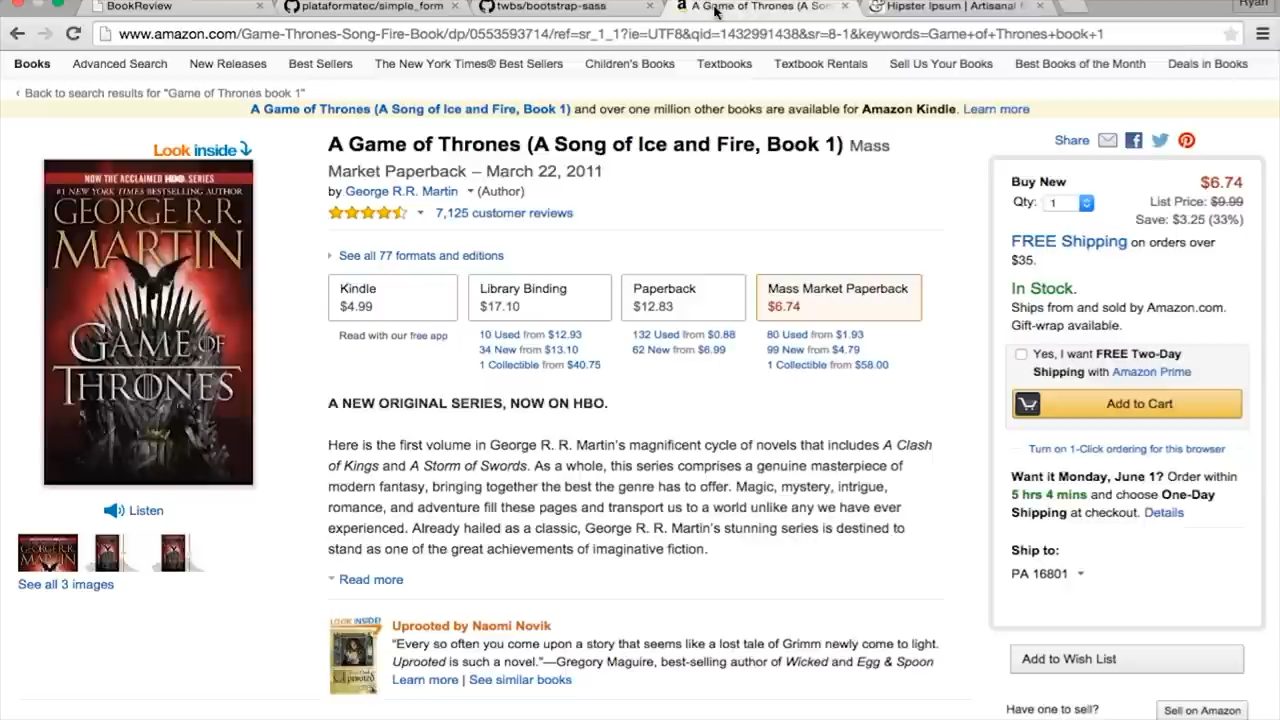 BookReview
plataformatec/simple_form
twbs/bootstrap-sass
a A Game of Thrones (A Son
Hipster Ipsum | Artisanal
Ryan
www.amazon.com/Game-Thrones-Song-Fire-Book/dp/0553593714/ref=sr_1_1?ie=UTF8&qid=1432991438&sr=8-1&keywords=Game+of+Thrones+book+1
Books Advanced Search New Releases Best Sellers The New York Times® Best Sellers Children's Books Textbooks Textbook Rentals Sell Us Your Books Best Books of the Month Deals in Books
‹ Back to search results for "Game of Thrones book 1"
A Game of Thrones (A Song of Ice and Fire, Book 1) and over one million other books are available for Amazon Kindle. Learn more
Look inside
NOW THE ACCLAIMED HBO SERIES
#1 NEW YORK TIMES BESTSELLING AUTHOR
GEORGE R.R.
MARTIN
A
GAME OF
THRONES
Listen
GEORGE R.R.
MARTIN
See all 3 images
A Game of Thrones (A Song of Ice and Fire, Book 1) Mass
Market Paperback – March 22, 2011
by George R.R. Martin (Author)
7,125 customer reviews
See all 77 formats and editions
Kindle
$4.99
Read with our free app
Library Binding
$17.10
10 Used from $12.93
34 New from $13.10
1 Collectible from $40.75
Paperback
$12.83
132 Used from $0.88
62 New from $6.99
Mass Market Paperback
$6.74
80 Used from $1.93
99 New from $4.79
1 Collectible from $58.00
A NEW ORIGINAL SERIES, NOW ON HBO.
Here is the first volume in George R. R. Martin's magnificent cycle of novels that includes A Clash
of Kings and A Storm of Swords. As a whole, this series comprises a genuine masterpiece of
modern fantasy, bringing together the best the genre has to offer. Magic, mystery, intrigue,
romance, and adventure fill these pages and transport us to a world unlike any we have ever
experienced. Already hailed as a classic, George R. R. Martin's stunning series is destined to
stand as one of the great achievements of imaginative fiction.
Read more
LOOK INSIDE!
Uprooted
Uprooted by Naomi Novik
"Every so often you come upon a story that seems like a lost tale of Grimm newly come to light.
Uprooted is such a novel."—Gregory Maguire, best-selling author of Wicked and Egg & Spoon
Learn more | See similar books
Share
Buy New $6.74
Qty: 1 List Price: $9.99
Save: $3.25 (33%)
FREE Shipping on orders over
$35.
In Stock.
Ships from and sold by Amazon.com.
Gift-wrap available.
Yes, I want FREE Two-Day
Shipping with Amazon Prime
Add to Cart
Turn on 1-Click ordering for this browser
Want it Monday, June 1? Order within
5 hrs 4 mins and choose One-Day
Shipping at checkout. Details
Ship to:
PA 16801
Add to Wish List
Have one to sell? Sell on Amazon